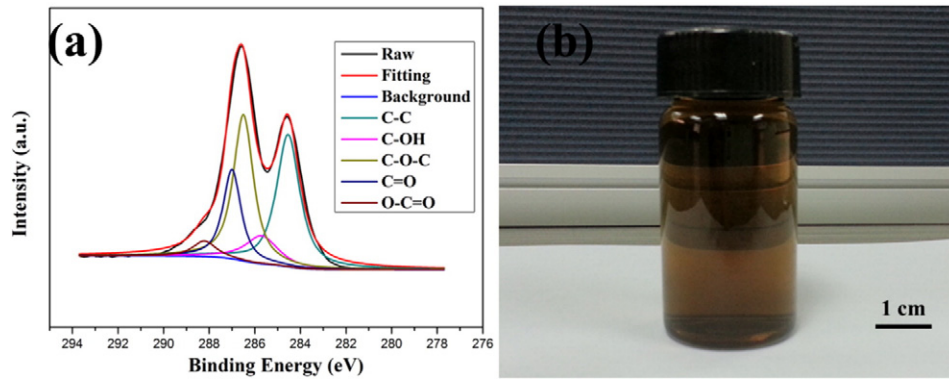 (a)
Raw
Fitting
Background
C-C
C-OH
C-O-C
C=O
O-C=O
Intensity (a.u.)
294 292 290 288 286 284 282 280 278 276
Binding Energy (eV)
(b)
1 cm